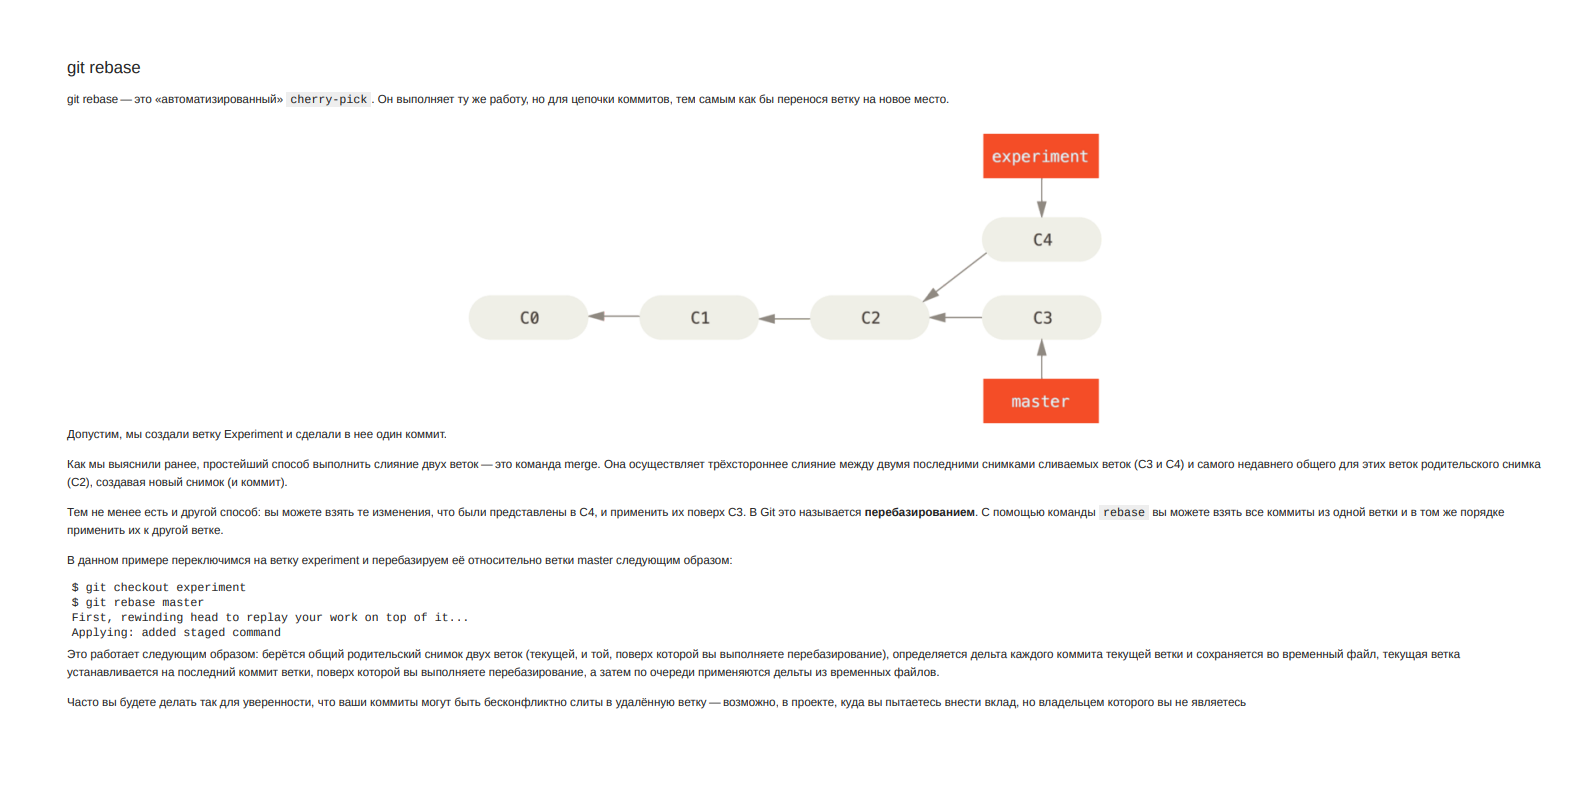 git rebase
git rebase — это «автоматизированный» cherry-pick . Он выполняет ту же работу, но для цепочки коммитов, тем самым как бы перенося ветку на новое место.
experiment
C4
C0
C1
C2
C3
master
Допустим, мы создали ветку Experiment и сделали в нее один коммит.
Как мы выяснили ранее, простейший способ выполнить слияние двух веток — это команда merge. Она осуществляет трёхстороннее слияние между двумя последними снимками сливаемых веток (C3 и C4) и самого недавнего общего для этих веток родительского снимка
(C2), создавая новый снимок (и коммит).
Тем не менее есть и другой способ: вы можете взять те изменения, что были представлены в C4, и применить их поверх C3. В Git это называется перебазированием. С помощью команды rebase вы можете взять все коммиты из одной ветки и в том же порядке
применить их к другой ветке.
В данном примере переключимся на ветку experiment и перебазируем её относительно ветки master следующим образом:
$ git checkout experiment
$ git rebase master
First, rewinding head to replay your work on top of it...
Applying: added staged command
Это работает следующим образом: берётся общий родительский снимок двух веток (текущей, и той, поверх которой вы выполняете перебазирование), определяется дельта каждого коммита текущей ветки и сохраняется во временный файл, текущая ветка
устанавливается на последний коммит ветки, поверх которой вы выполняете перебазирование, а затем по очереди применяются дельты из временных файлов.
Часто вы будете делать так для уверенности, что ваши коммиты могут быть бесконфликтно слиты в удалённую ветку — возможно, в проекте, куда вы пытаетесь внести вклад, но владельцем которого вы не являетесь